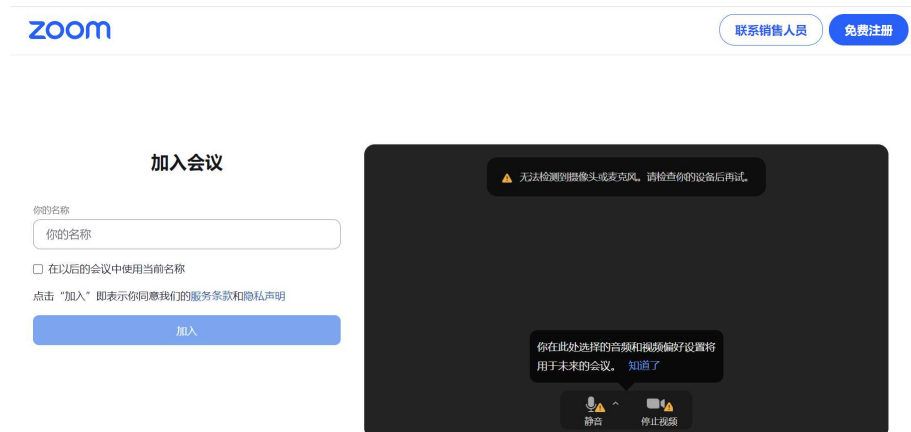 zoom
联系销售人员
免费注册
加入会议
你的名称
你的名称
在以后的会议中使用当前名称
点击“加入”即表示你同意我们的服务条款和隐私声明
加入
无法检测到摄像头或麦克风。请检查你的设备后再试。
你在此处选择的音频和视频偏好设置将
用于未来的会议。 知道了
静音
停止视频